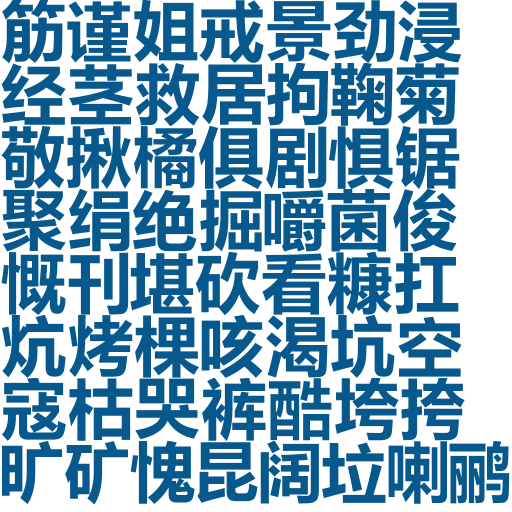 筋谨姐戒景劲浸
经茎救居拘鞠菊
敬揪橘俱剧惧锯
聚绢绝掘嚼菌俊
慨刊堪砍看糠扛
炕烤棵咳渴坑空
寇枯哭裤酷垮挎
旷矿愧昆阔垃喇鹂